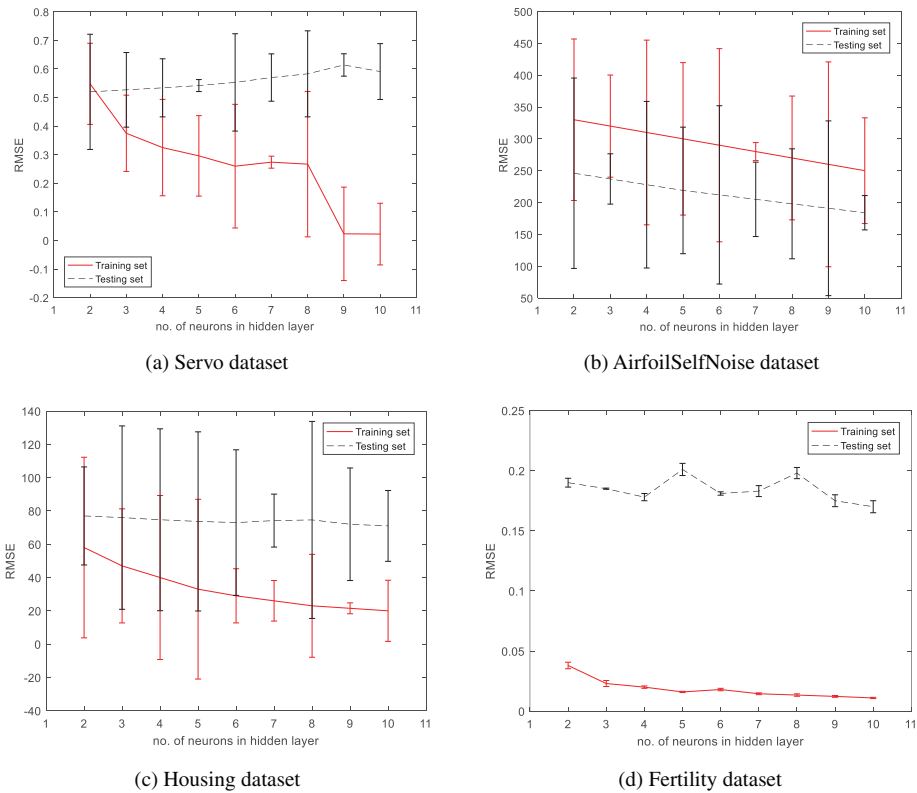 0.8
0.7
0.6
0.5
0.4
0.3
0.2
0.1
0
-0.1
-0.2
RMSE
Training set
Testing set
1 2 3 4 5 6 7 8 9 10 11
no. of neurons in hidden layer
(a) Servo dataset
500
450
400
350
300
250
200
150
100
50
RMSE
Training set
Testing set
1 2 3 4 5 6 7 8 9 10 11
no. of neurons in hidden layer
(b) AirfoilSelfNoise dataset
140
120
100
80
60
40
20
0
-20
-40
RMSE
Training set
Testing set
1 2 3 4 5 6 7 8 9 10 11
no. of neurons in hidden layer
(c) Housing dataset
0.25
0.2
0.15
0.1
0.05
0
RMSE
Training set
Testing set
1 2 3 4 5 6 7 8 9 10 11
no. of neurons in hidden layer
(d) Fertility dataset